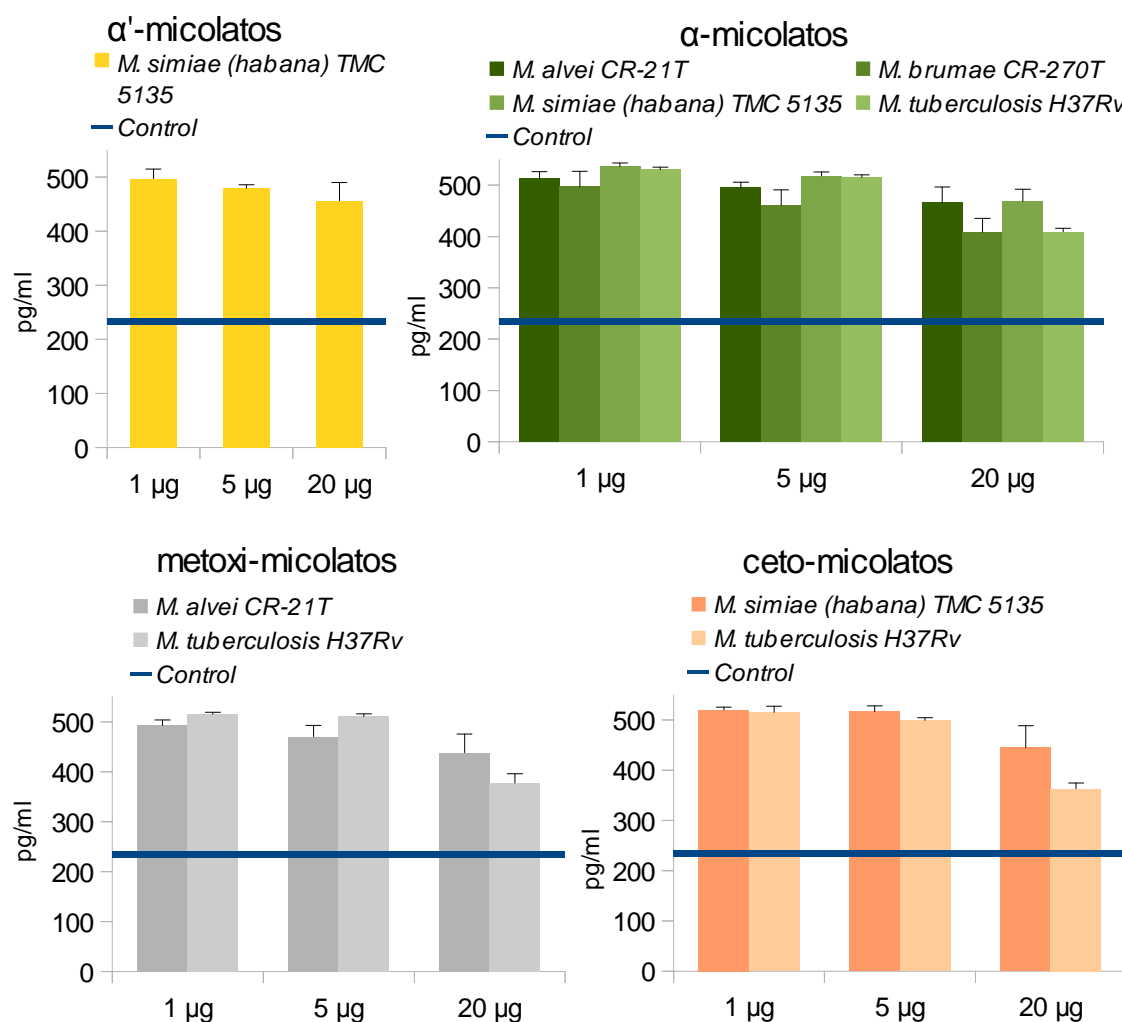 α'-micolatos
M. simiae (habana) TMC
5135
Control
500
400
300
200
100
0
pg/ml
1 µg 5 µg 20 µg
α-micolatos
M. alvei CR-21T M. brumae CR-270T
M. simiae (habana) TMC 5135 M. tuberculosis H37Rv
Control
500
400
300
200
100
0
pg/ml
1 µg 5 µg 20 µg
metoxi-micolatos
M. alvei CR-21T
M. tuberculosis H37Rv
Control
500
400
300
200
100
0
pg/ml
1 µg 5 µg 20 µg
ceto-micolatos
M. simiae (habana) TMC 5135
M. tuberculosis H37Rv
Control
500
400
300
200
100
0
pg/ml
1 µg 5 µg 20 µg